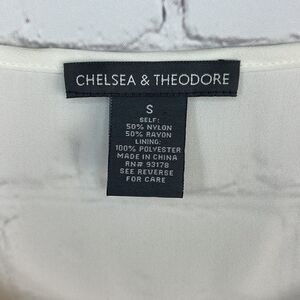 CHELSEA & THEODORE
S
SELF:
50% NYLON
50% RAYON
LINING:
100% POLYESTER
MADE IN CHINA
RN# 93178
SEE REVERSE
FOR CARE